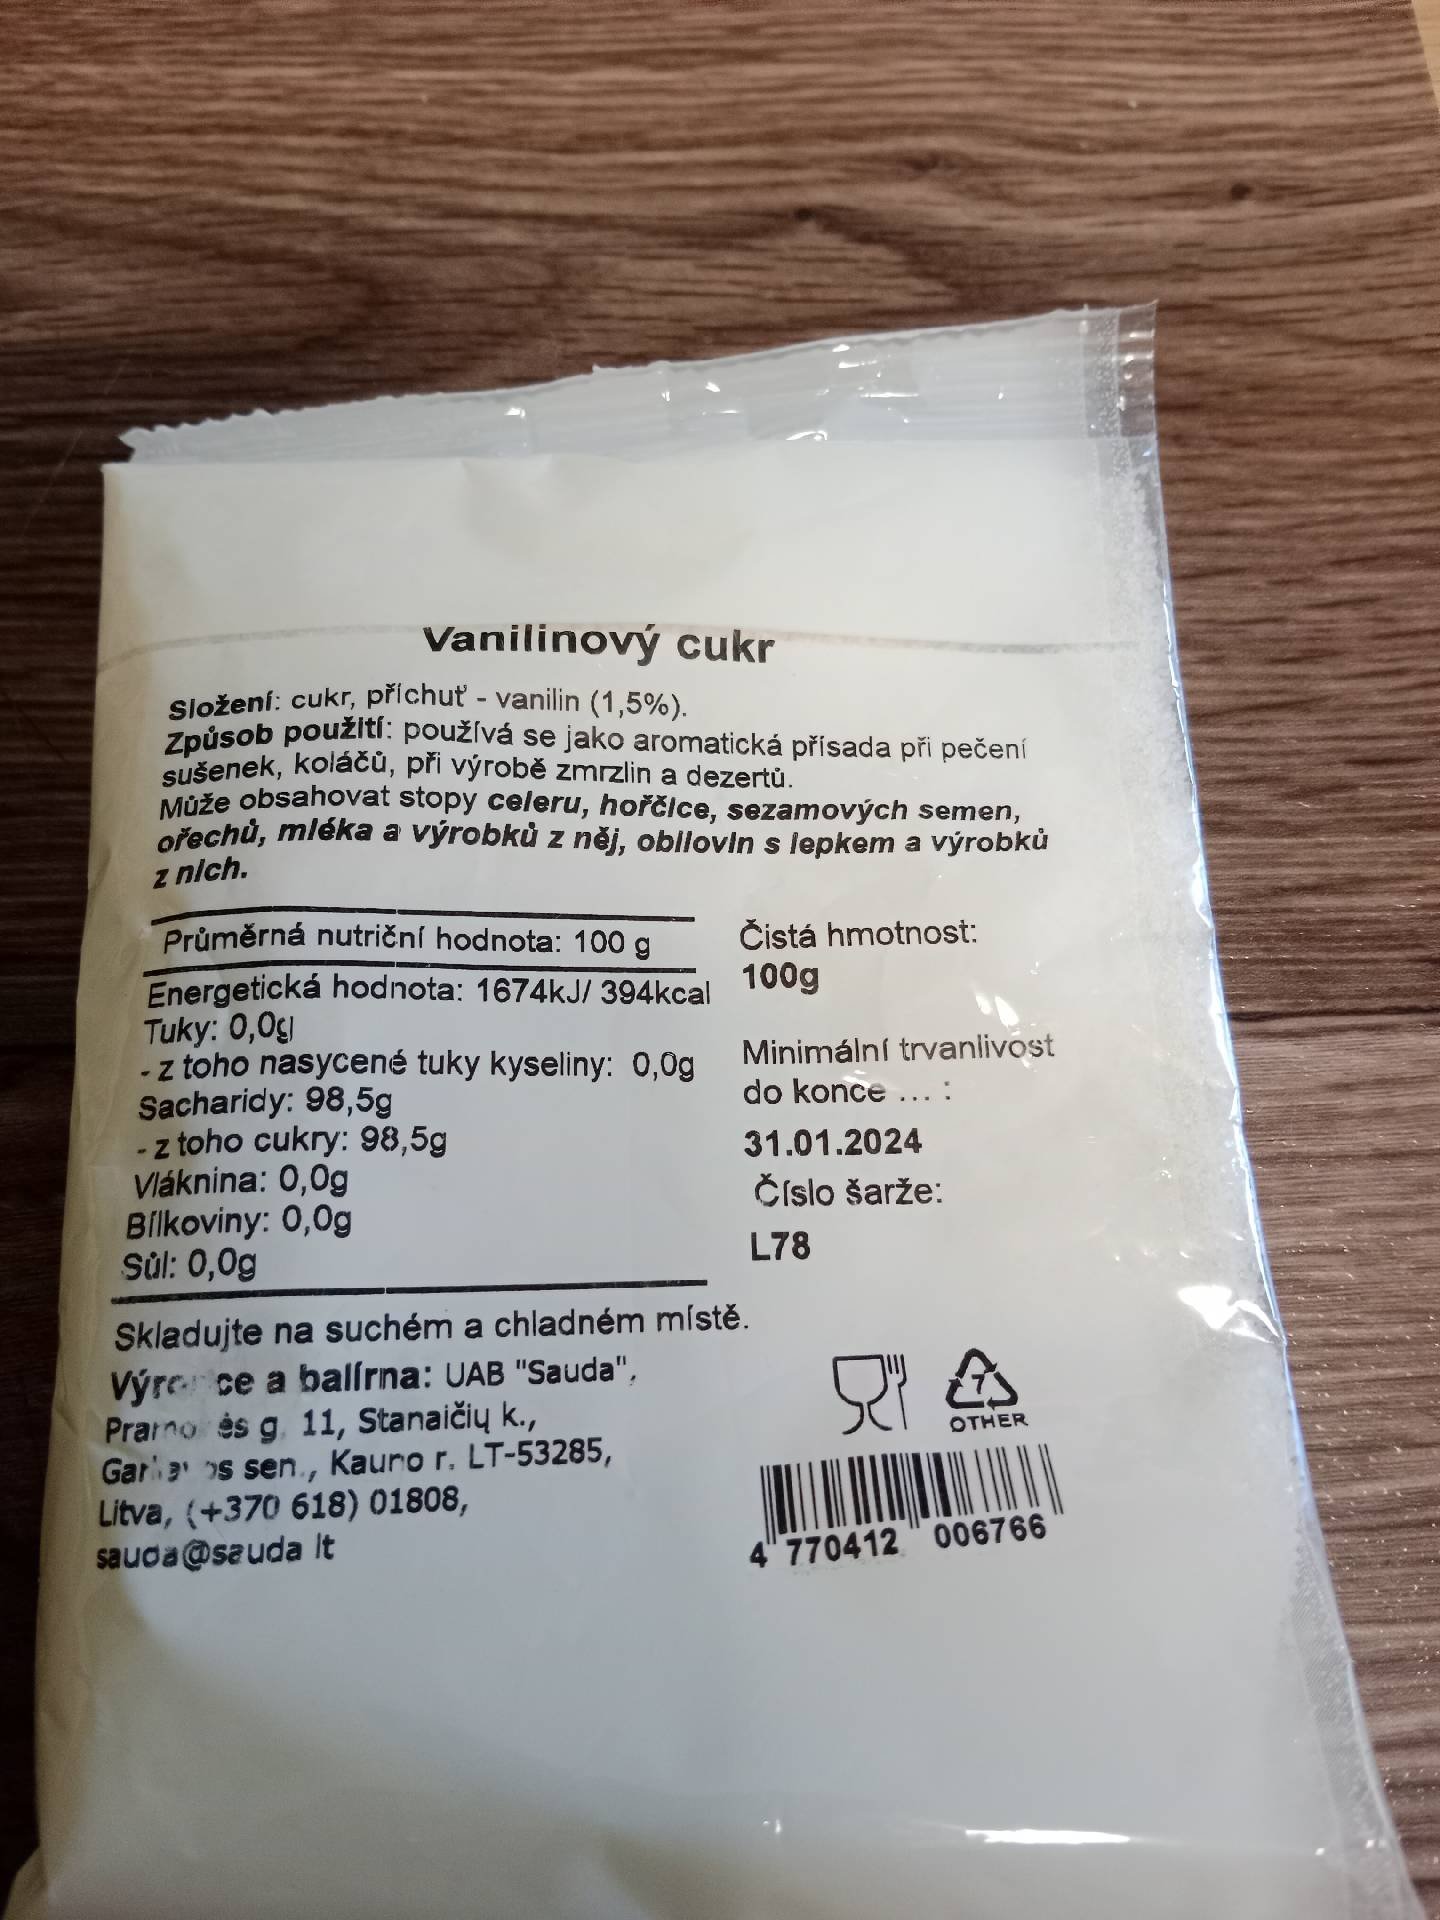 Vanilinový cukr
Složení: cukr, příchuť - vanilin (1,5%).
Způsob použití: používá se jako aromatická přísada při pečení
sušenek, koláčů, při výrobě zmrzlin a dezertů.
Může obsahovat stopy celeru, hořčice, sezamových semen,
ořechů, mléka a výrobků z něj, obilovin s lepkem a výrobků
z nich.
Průměrná nutriční hodnota: 100 g
Energetická hodnota: 1674kJ/ 394kcal
Tuky: 0,0g
- z toho nasycené tuky kyseliny: 0,0g
Sacharidy: 98,5g
- z toho cukry: 98,5g
Vláknina: 0,0g
Bílkoviny: 0,0g
Sůl: 0,0g
Čistá hmotnost:
100g
Minimální trvanlivost
do konce ... :
31.01.2024
Číslo šarže:
L78
Skladujte na suchém a chladném místě.
ce a balírna: UAB "Sauda",
g. 11, Stanaičių k.,
sen., Kauno r. LT-53285,
Litva, (+370 618) 01808,
sauda@sauda lt
7
OTHER
4 770412 006766